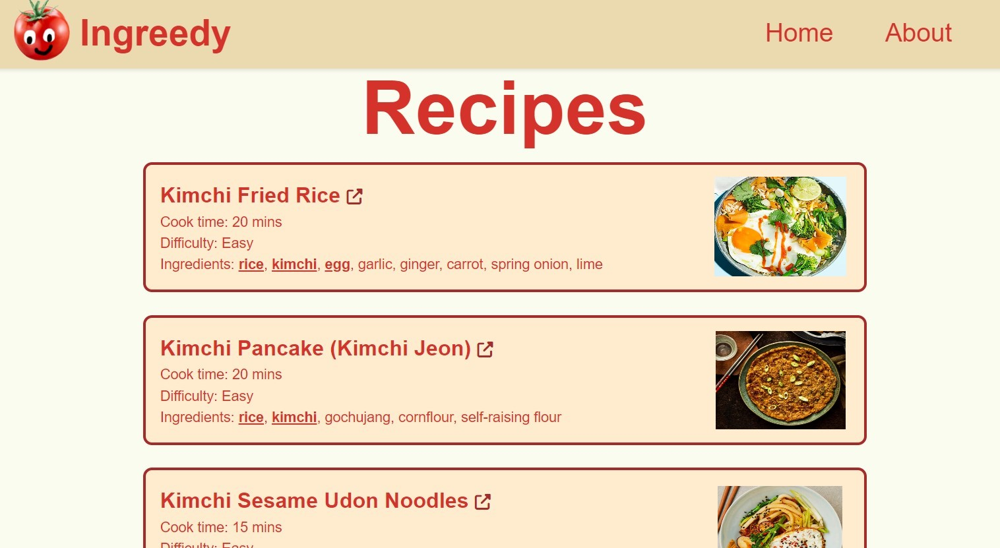 Ingreedy
Home About
Recipes
Kimchi Fried Rice
Cook time: 20 mins
Difficulty: Easy
Ingredients: rice, kimchi, egg, garlic, ginger, carrot, spring onion, lime
Kimchi Pancake (Kimchi Jeon)
Cook time: 20 mins
Difficulty: Easy
Ingredients: rice, kimchi, gochujang, cornflour, self-raising flour
Kimchi Sesame Udon Noodles
Cook time: 15 mins
Difficulty: Easy